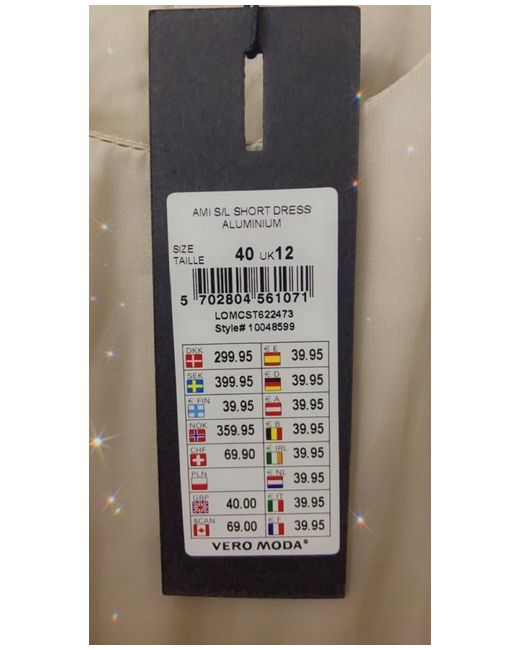 AMI S/L SHORT DRESS
ALUMINIUM
SIZE
TAILLE 40 UK 12
5 702804 561071
LOMCST622473
Style# 10048599
DKK 299.95 € E 39.95
SEK 399.95 € D 39.95
€ FIN 39.95 € A 39.95
NOK 359.95 € B 39.95
CHF 69.90 € IRL 39.95
PLN € NL 39.95
GBP 40.00 € IT 39.95
$CAN 69.00 € F 39.95
VERO MODA®